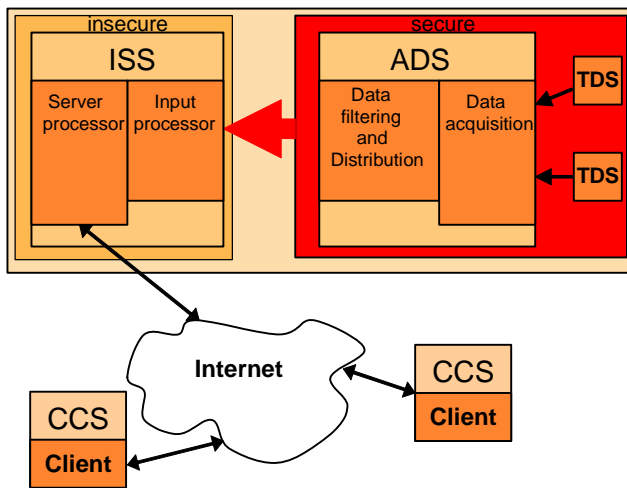 insecure
secure
ISS
ADS
Server
processor
Input
processor
Data
filtering
and
Distribution
Data
acquisition
TDS
TDS
Internet
CCS
Client
CCS
Client